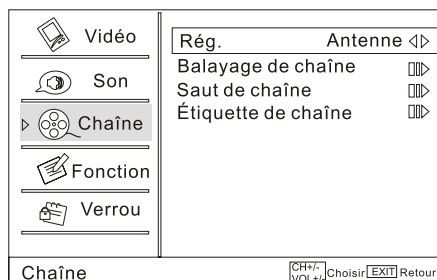 Vidéo
Son
Chaîne
Fonction
Verrou
Rég. Antenne
Balayage de chaîne
Saut de chaîne
Étiquette de chaîne
Chaîne
CH+/-
VOL+/- Choisir EXIT Retour